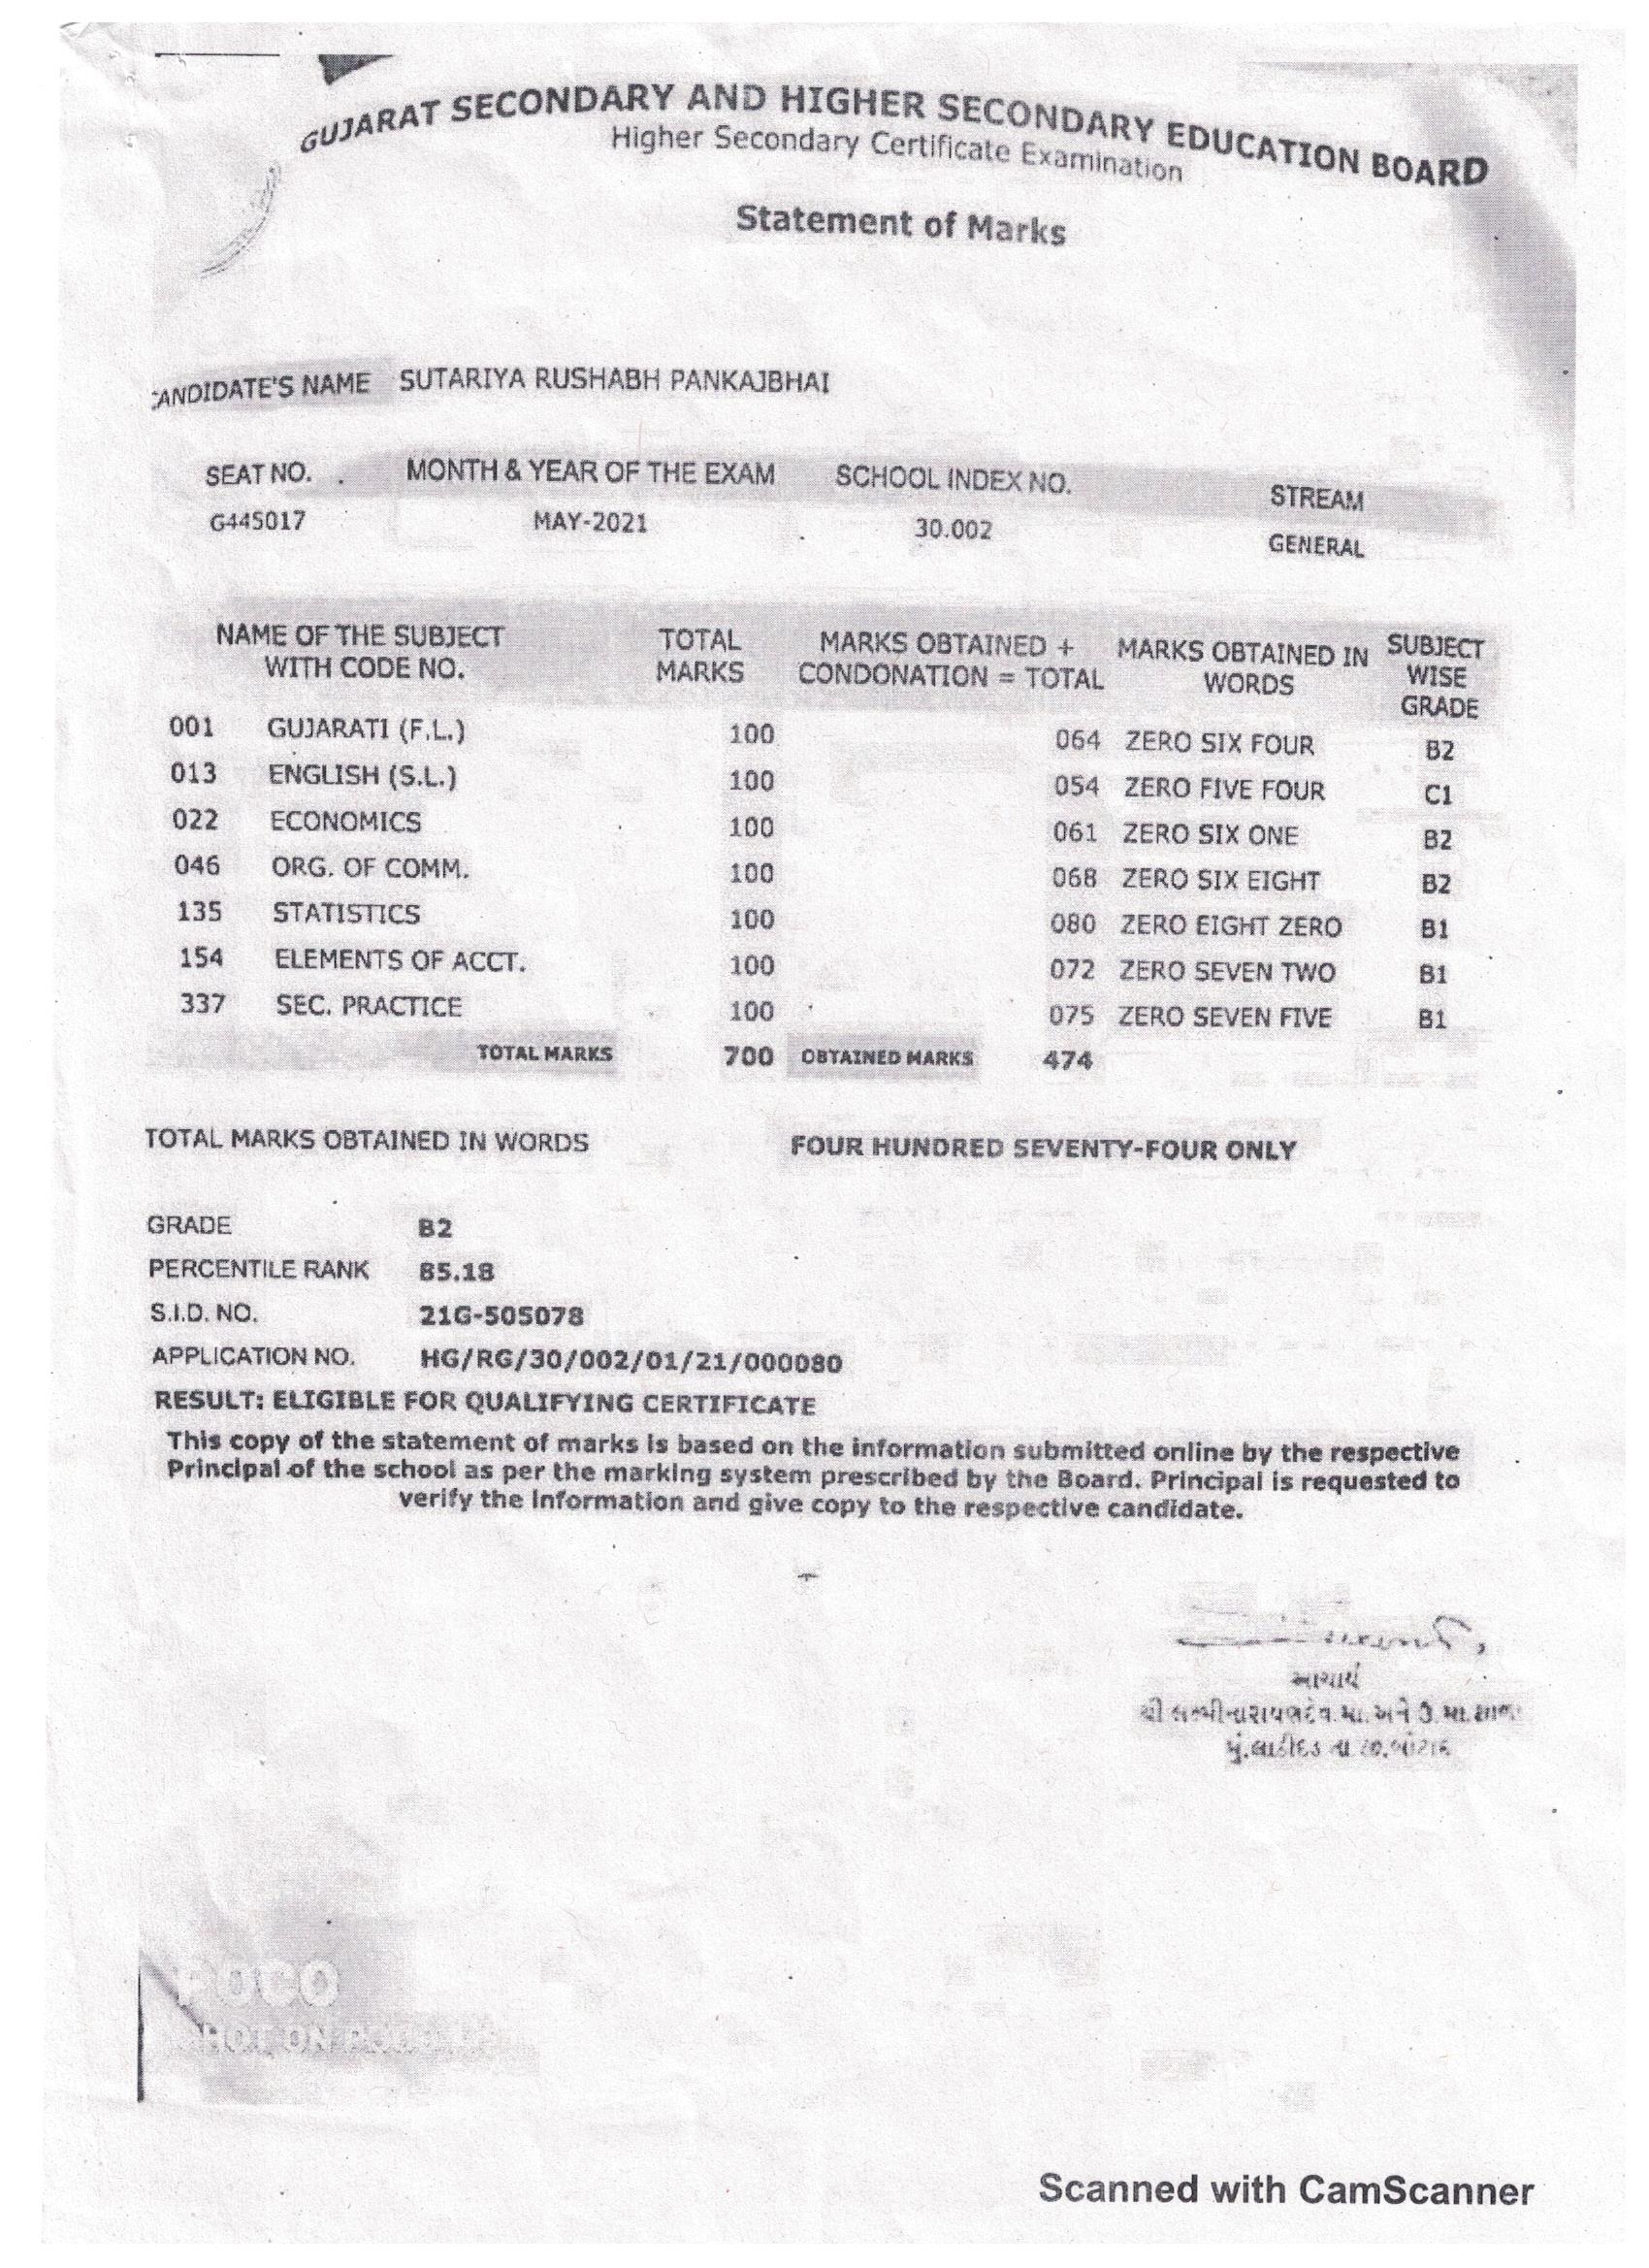 GUJARAT SECONDARY AND HIGHER SECONDARY EDUCATION BOARD
Higher Secondary Certificate Examination
Statement of Marks
ANDIDATE'S NAME SUTARIYA RUSHABH PANKAJBHAI
SEAT NO. . MONTH & YEAR OF THE EXAM SCHOOL INDEX NO. STREAM
G445017 MAY-2021 30.002 GENERAL
NAME OF THE SUBJECT TOTAL MARKS OBTAINED + MARKS OBTAINED IN SUBJECT
WITH CODE NO. MARKS CONDONATION = TOTAL WORDS WISE
GRADE
001 GUJARATI (F.L.) 100 064 ZERO SIX FOUR B2
013 ENGLISH (S.L.) 100 054 ZERO FIVE FOUR C1
022 ECONOMICS 100 061 ZERO SIX ONE B2
046 ORG. OF COMM. 100 068 ZERO SIX EIGHT B2
135 STATISTICS 100 080 ZERO EIGHT ZERO B1
154 ELEMENTS OF ACCT. 100 072 ZERO SEVEN TWO B1
337 SEC. PRACTICE 100 075 ZERO SEVEN FIVE B1
TOTAL MARKS 700 OBTAINED MARKS 474
TOTAL MARKS OBTAINED IN WORDS FOUR HUNDRED SEVENTY-FOUR ONLY
GRADE B2
PERCENTILE RANK 85.18
S.I.D. NO. 21G-505078
APPLICATION NO. HG/RG/30/002/01/21/000080
RESULT: ELIGIBLE FOR QUALIFYING CERTIFICATE
This copy of the statement of marks is based on the information submitted online by the respective
Principal of the school as per the marking system prescribed by the Board. Principal is requested to
verify the Information and give copy to the respective candidate.
આચાર્ય
શ્રી લક્ષ્મીનારાયણદેવ મા. અને ઉ. મા. શાળા
મું. લાઠીદડ તા. જી. બોટાદ
POCO
SHOT ON POCO
Scanned with CamScanner